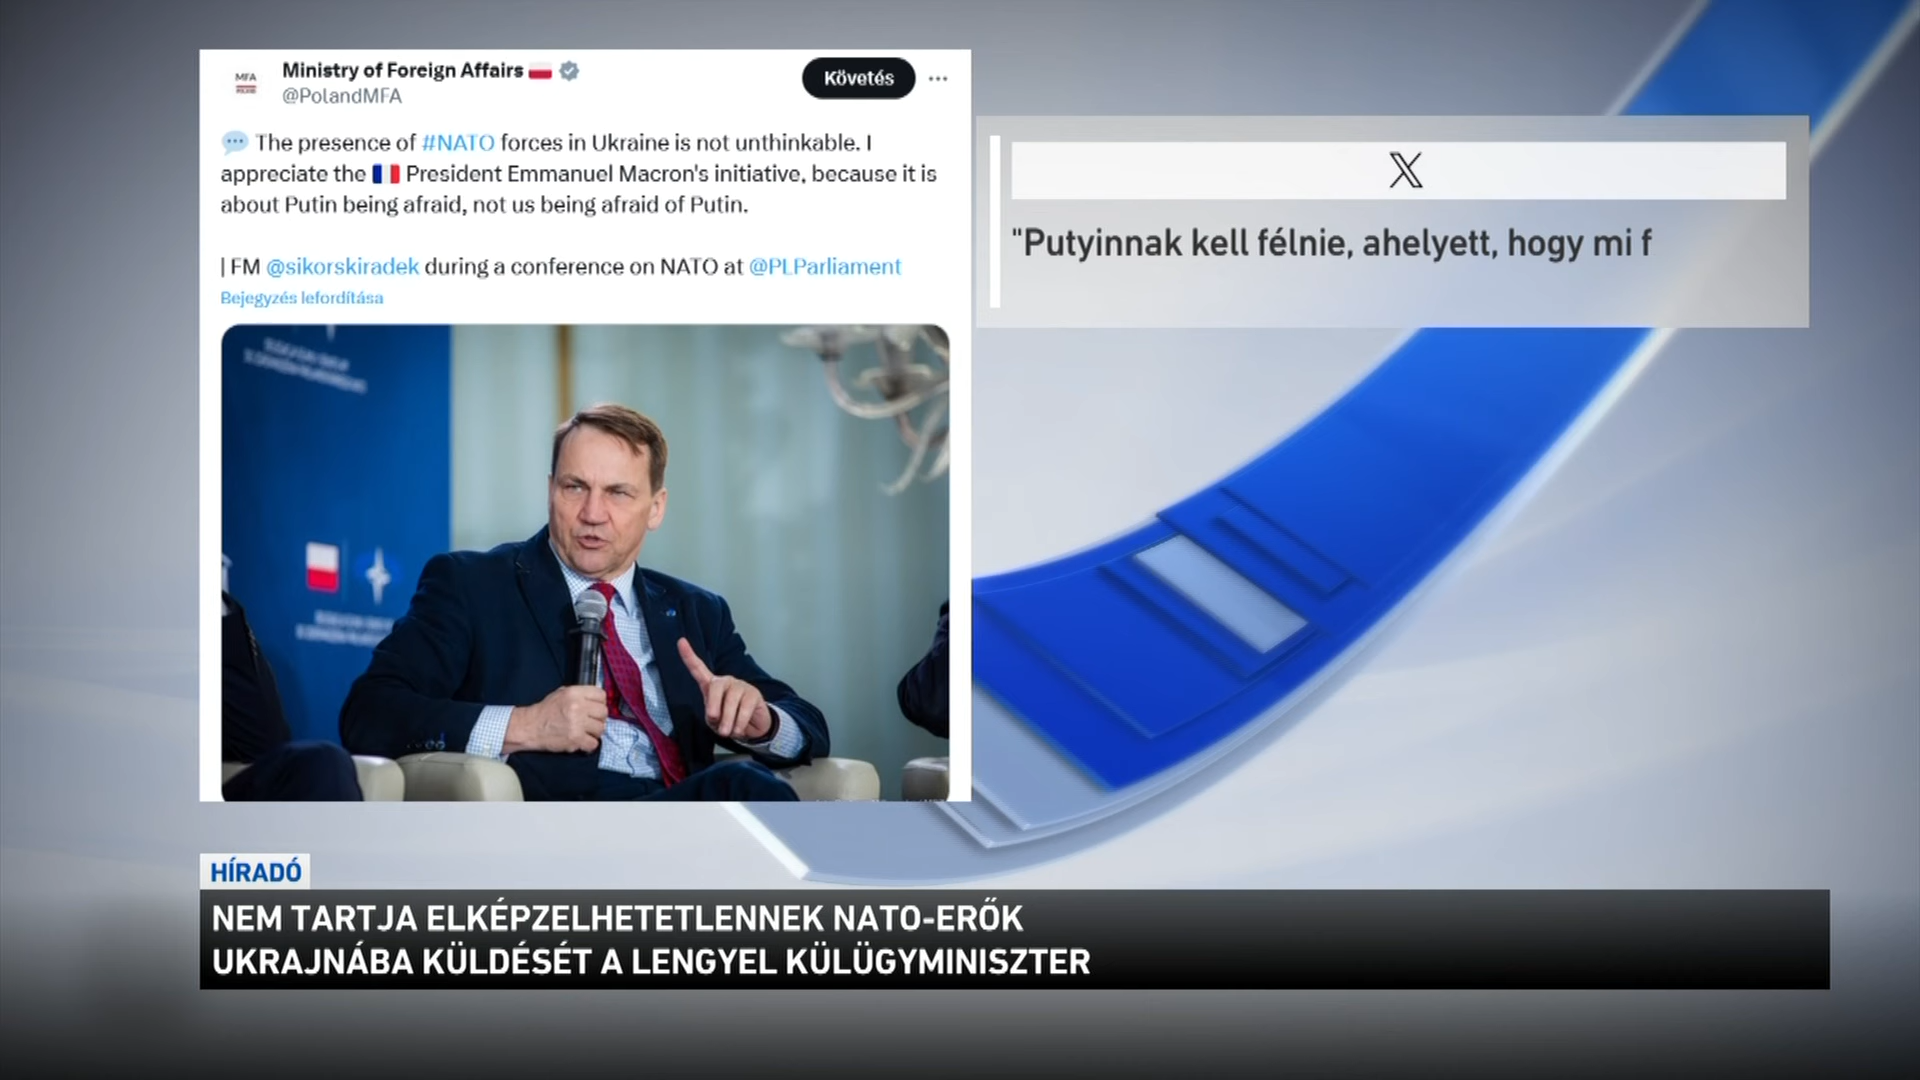 Ministry of Foreign Affairs
@PolandMFA
MFA
Követés
The presence of #NATO forces in Ukraine is not unthinkable. I
appreciate the President Emmanuel Macron's initiative, because it is
about Putin being afraid, not us being afraid of Putin.
| FM @sikorskiradek during a conference on NATO at @PLParliament
Bejegyzés lefordítása
X
"Putyinnak kell félnie, ahelyett, hogy mi f
HÍRADÓ
NEM TARTJA ELKÉPZELHETETLENNEK NATO-ERŐK
UKRAJNÁBA KÜLDÉSÉT A LENGYEL KÜLÜGYMINISZTER